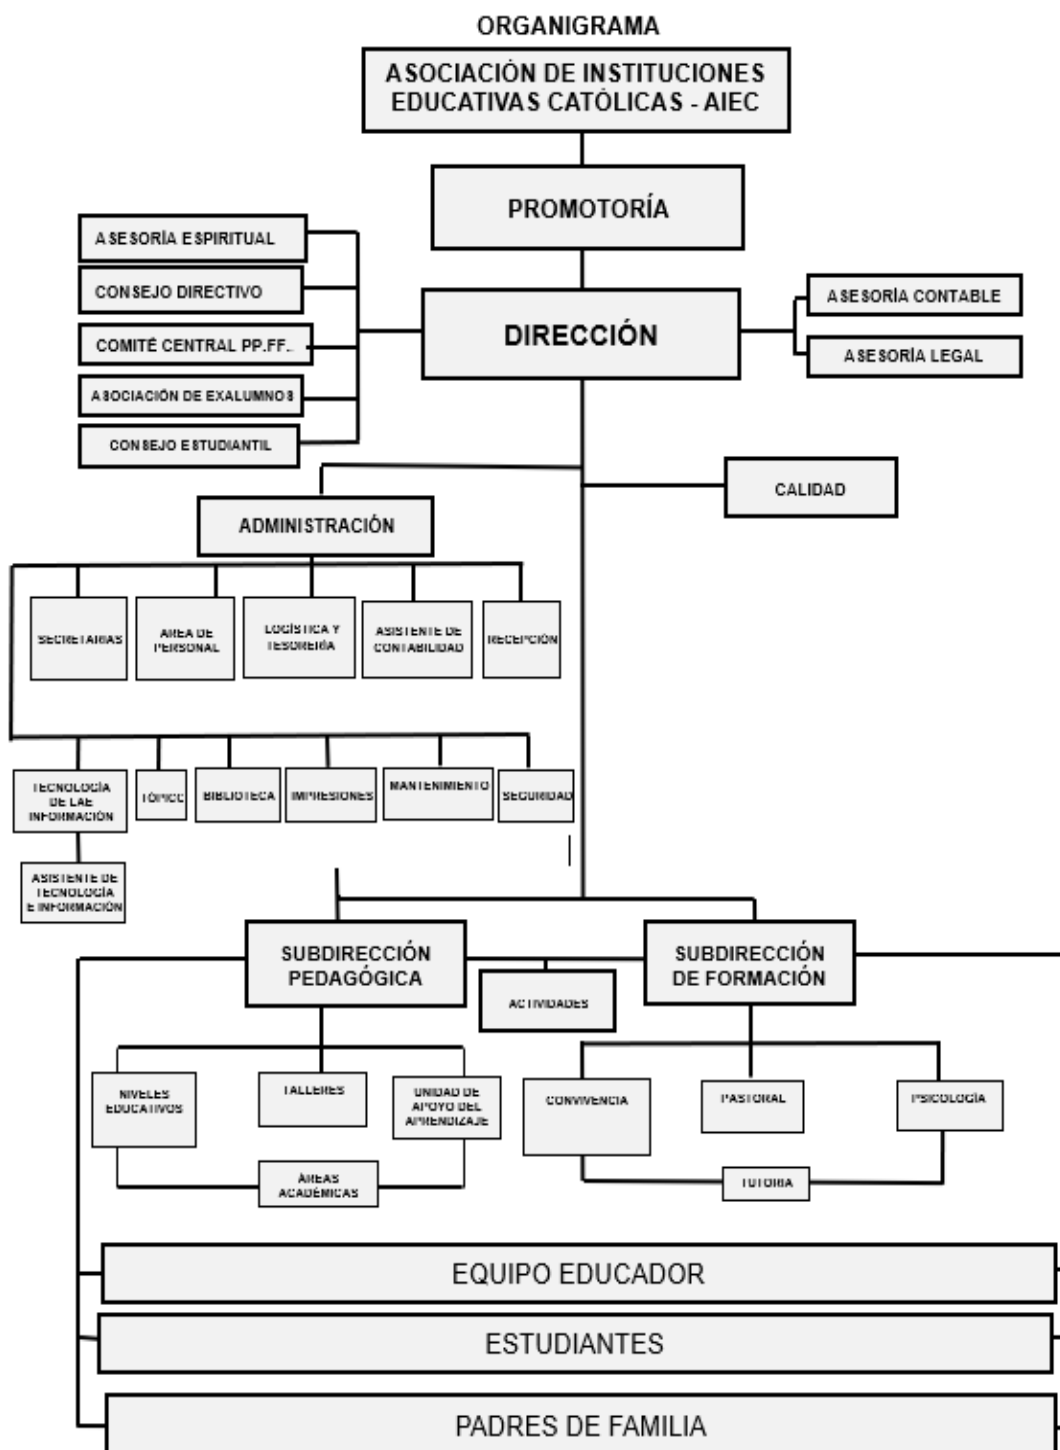 ORGANIGRAMA
ASOCIACIÓN DE INSTITUCIONES
EDUCATIVAS CATÓLICAS - AIEC
PROMOTORÍA
ASESORÍA ESPIRITUAL
CONSEJO DIRECTIVO
COMITÉ CENTRAL PP.FF..
ASOCIACIÓN DE EXALUMNOS
CONSEJO ESTUDIANTIL
DIRECCIÓN
ASESORÍA CONTABLE
ASESORÍA LEGAL
CALIDAD
ADMINISTRACIÓN
SECRETARIAS
AREA DE
PERSONAL
LOGÍSTICA Y
TESORERÍA
ASISTENTE DE
CONTABILIDAD
RECEPCIÓN
TECNOLOGÍA
DE LAE
INFORMACIÓN
TÓPICO
BIBLIOTECA
IMPRESIONES
MANTENIMIENTO
SEGURIDAD
ASISTENTE DE
TECNOLOGÍA
E INFORMACIÓN
SUBDIRECCIÓN
PEDAGÓGICA
ACTIVIDADES
SUBDIRECCIÓN
DE FORMACIÓN
NIVELES
EDUCATIVOS
TALLERES
UNIDAD DE
APOYO DEL
APRENDIZAJE
CONVIVENCIA
PASTORAL
PSICOLOGÍA
ÁREAS
ACADÉMICAS
TUTORIA
EQUIPO EDUCADOR
ESTUDIANTES
PADRES DE FAMILIA